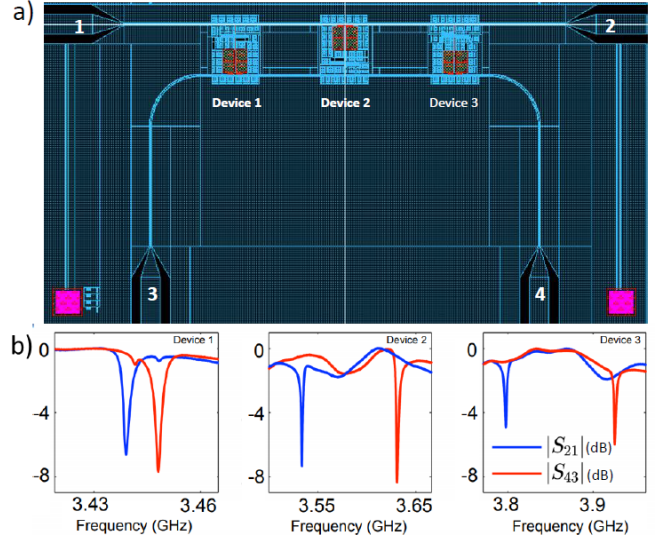 a)
1
2
Device 1
Device 2
Device 3
3
4
b)
Device 1
Device 2
Device 3
0
-4
-8
3.43
3.46
Frequency (GHz)
0
-4
-8
3.55
3.65
Frequency (GHz)
0
-4
-8
3.8
3.9
Frequency (GHz)
|S21| (dB)
|S43| (dB)